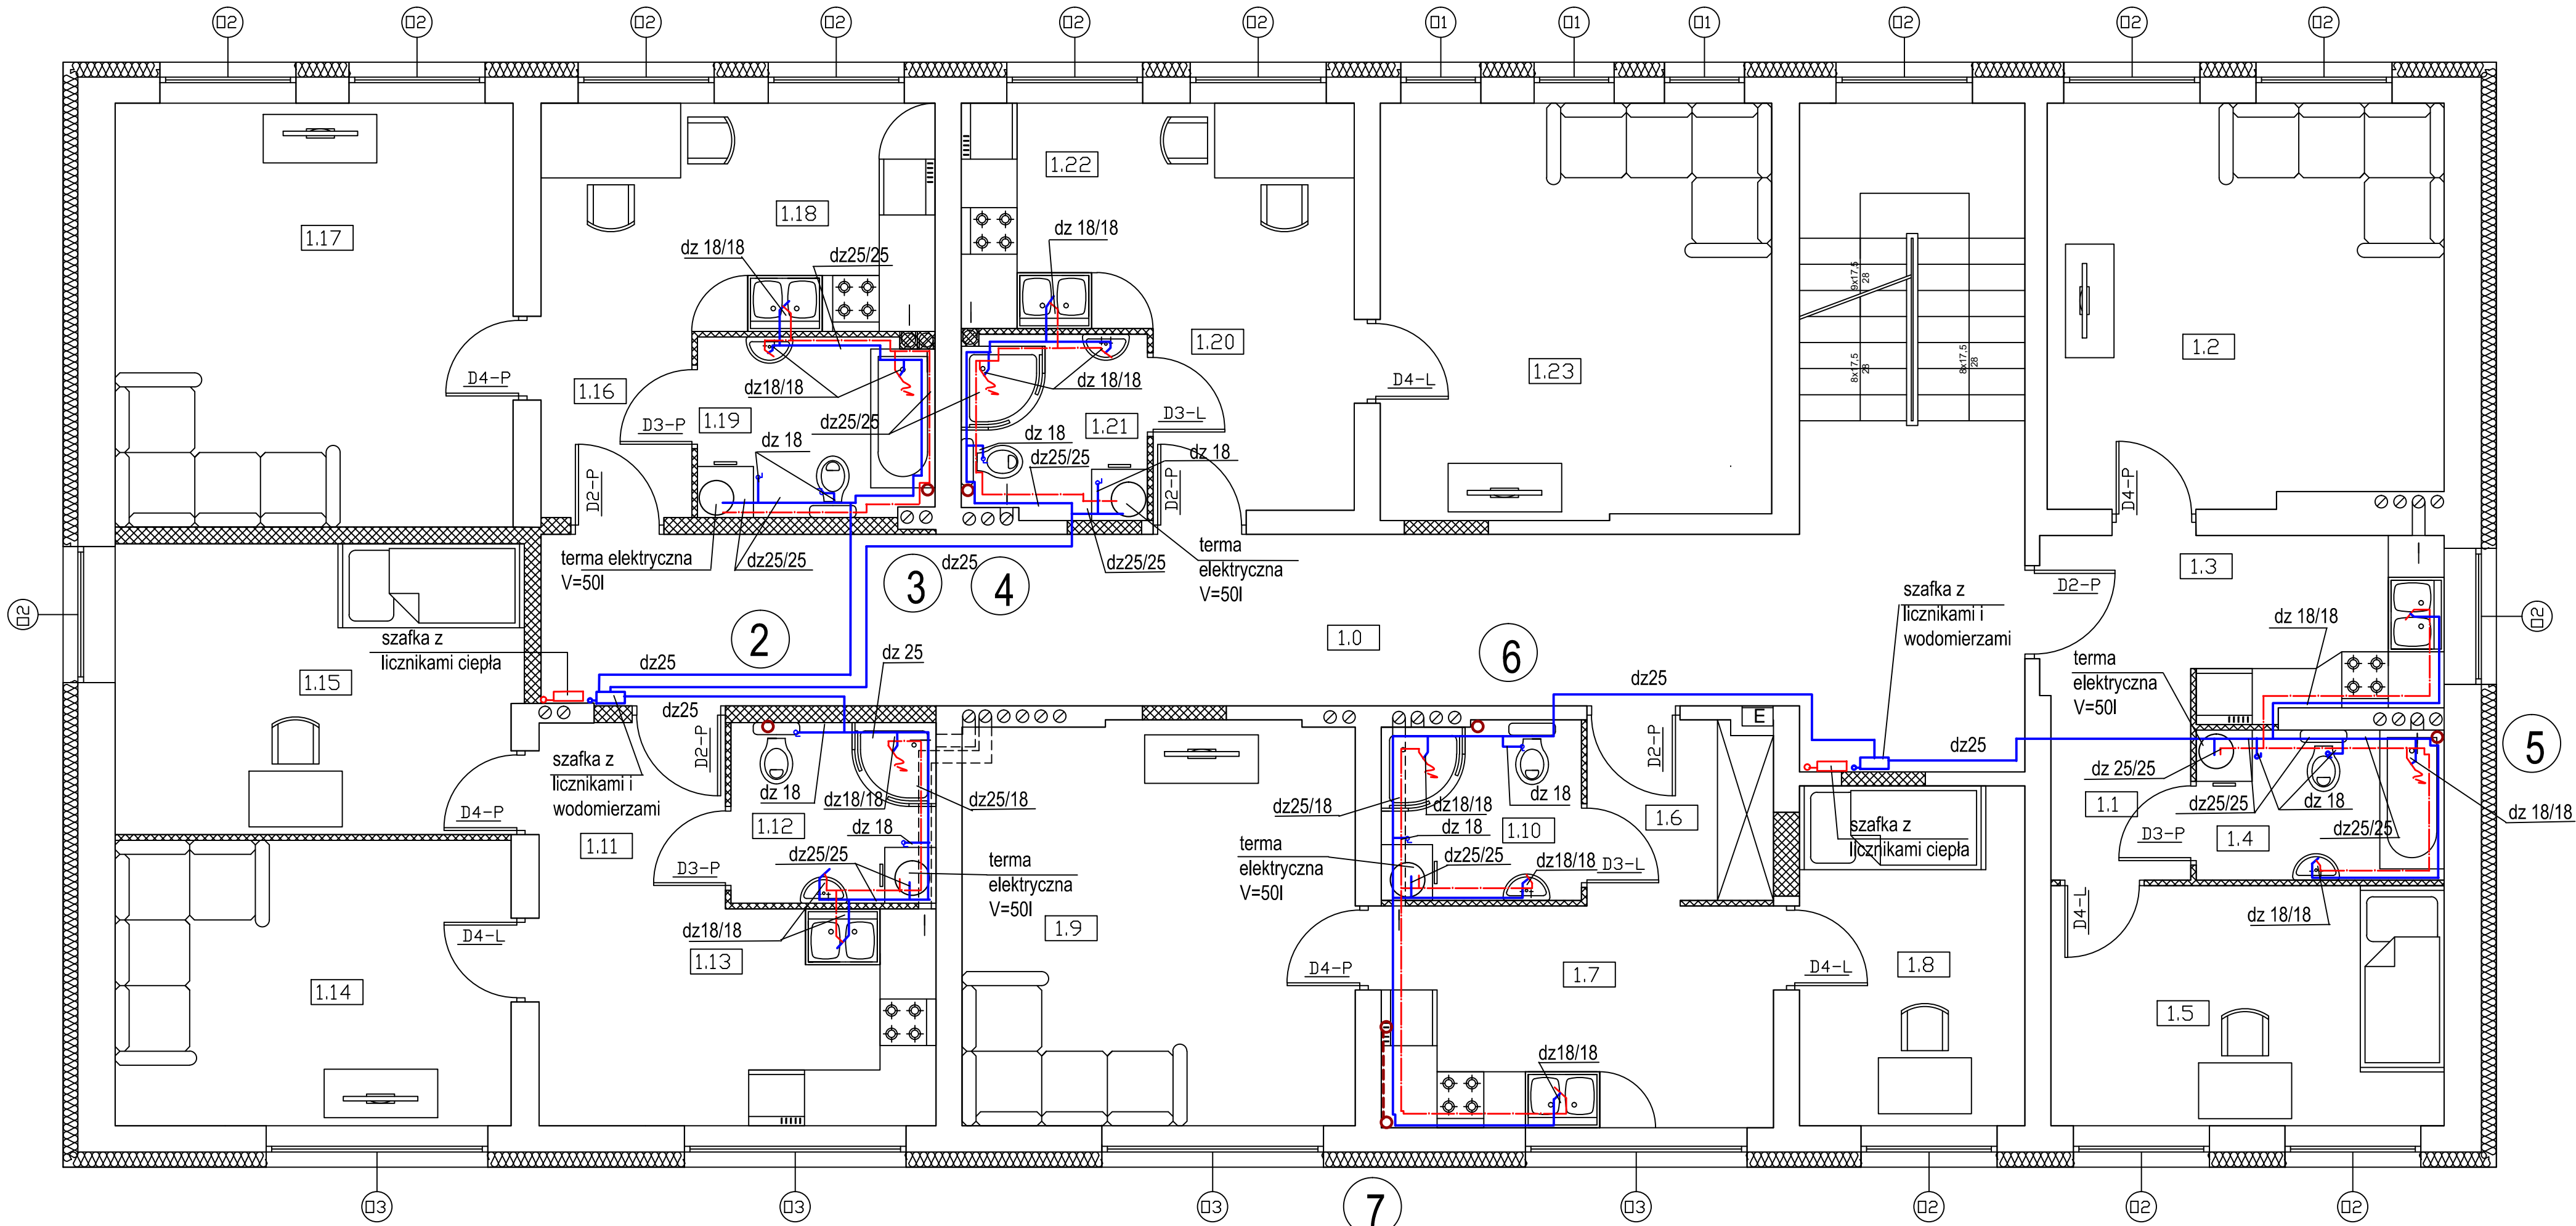 O2
O2
O2
O2
O2
O2
O1
O1
O1
O2
O2
O2
1.17
1.18
dz 18/18
dz25/25
1.22
dz 18/18
1.20
1.23
9x17,5
28
8x17,5
28
8x17,5
28
1.2
D4-P
1.16
D3-P
1.19
dz18/18
dz25/25
dz 18
dz 18/18
1.21
D3-L
D4-L
dz 18
dz25/25
dz 18
D2-P
D2-P
D4-P
terma elektryczna
V=50l
dz25/25
3
dz25
4
dz25/25
terma
elektryczna
V=50l
1.3
D2-P
O2
O2
szafka z
licznikami ciepła
2
1.0
6
szafka z
licznikami i
wodomierzami
dz 18/18
1.15
dz25
dz 25
dz25
terma
elektryczna
V=50l
dz25
D2-P
E
D2-P
dz25
5
szafka z
licznikami i
wodomierzami
dz 18
dz18/18
dz25/18
dz25/18
dz18/18
dz 18
1.6
dz 25/25
dz25/25
dz 18
dz 18/18
1.1
D4-P
1.11
1.12
dz 18
dz25/25
D3-P
terma
elektryczna
V=50l
terma
elektryczna
V=50l
dz 18
1.10
dz25/25
dz18/18
D3-L
szafka z
licznikami ciepła
D3-P
1.4
dz25/25
D4-L
dz18/18
1.13
1.9
D4-P
1.7
D4-L
1.8
D4-L
dz 18/18
1.14
1.5
dz18/18
O3
O3
O3
7
O3
O2
O2
O2